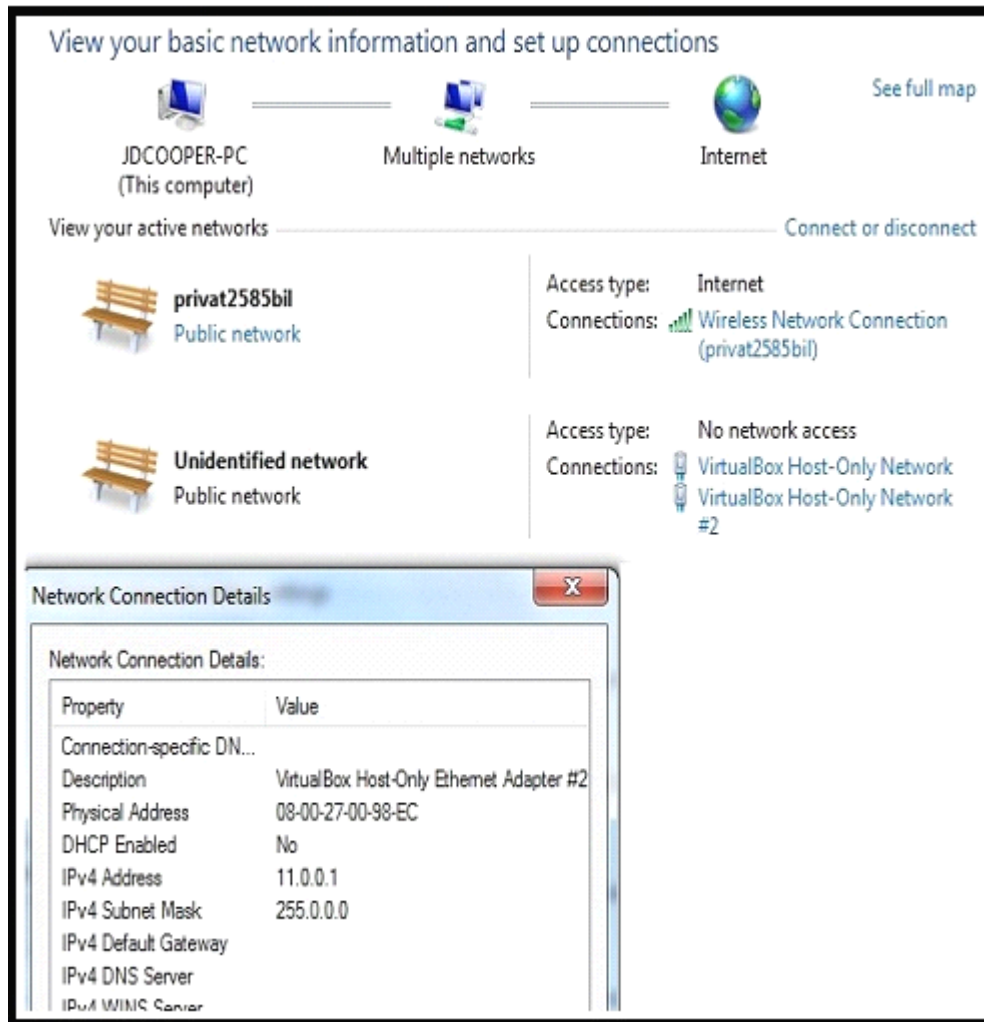 View your basic network information and set up connections
See full map
JDCOOPER-PC
(This computer)
Multiple networks
Internet
View your active networks
Connect or disconnect
privat2585bil
Public network
Access type: Internet
Connections: Wireless Network Connection
(privat2585bil)
Unidentified network
Public network
Access type: No network access
Connections: VirtualBox Host-Only Network
VirtualBox Host-Only Network
#2
Network Connection Details
Network Connection Details:
Property Value
Connection-specific DN...
Description VirtualBox Host-Only Ethernet Adapter #2
Physical Address 08-00-27-00-98-EC
DHCP Enabled No
IPv4 Address 11.0.0.1
IPv4 Subnet Mask 255.0.0.0
IPv4 Default Gateway
IPv4 DNS Server
IPv4 WINS Server